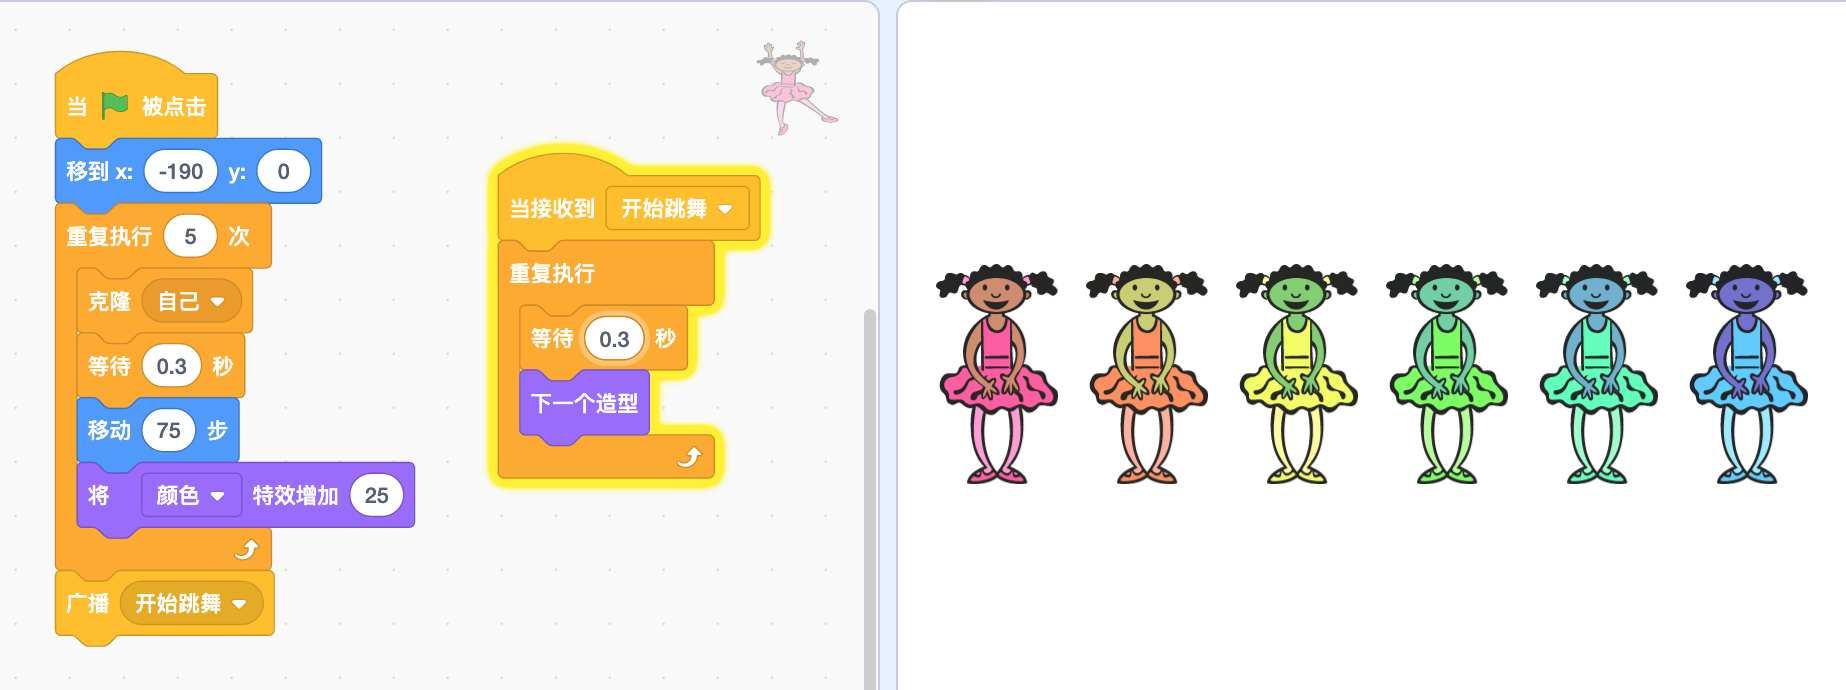 当 被点击
移到 x: -190 y: 0
重复执行 5 次
克隆 自己
等待 0.3 秒
移动 75 步
将 颜色 特效增加 25
广播 开始跳舞
当接收到 开始跳舞
重复执行
等待 0.3 秒
下一个造型